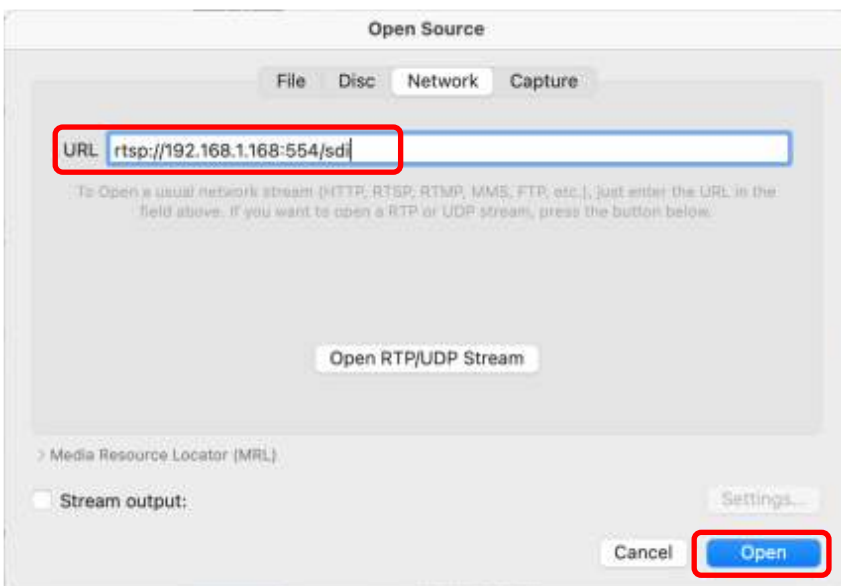 Open Source
File Disc Network Capture
URL rtsp://192.168.1.168:554/sdi
To Open a usual network stream (HTTP, RTSP, RTMP, MMS, FTP, etc.), just enter the URL in the
field above. If you want to open a RTP or UDP stream, press the button below.
Open RTP/UDP Stream
> Media Resource Locator (MRL)
Stream output:
Settings...
Cancel Open